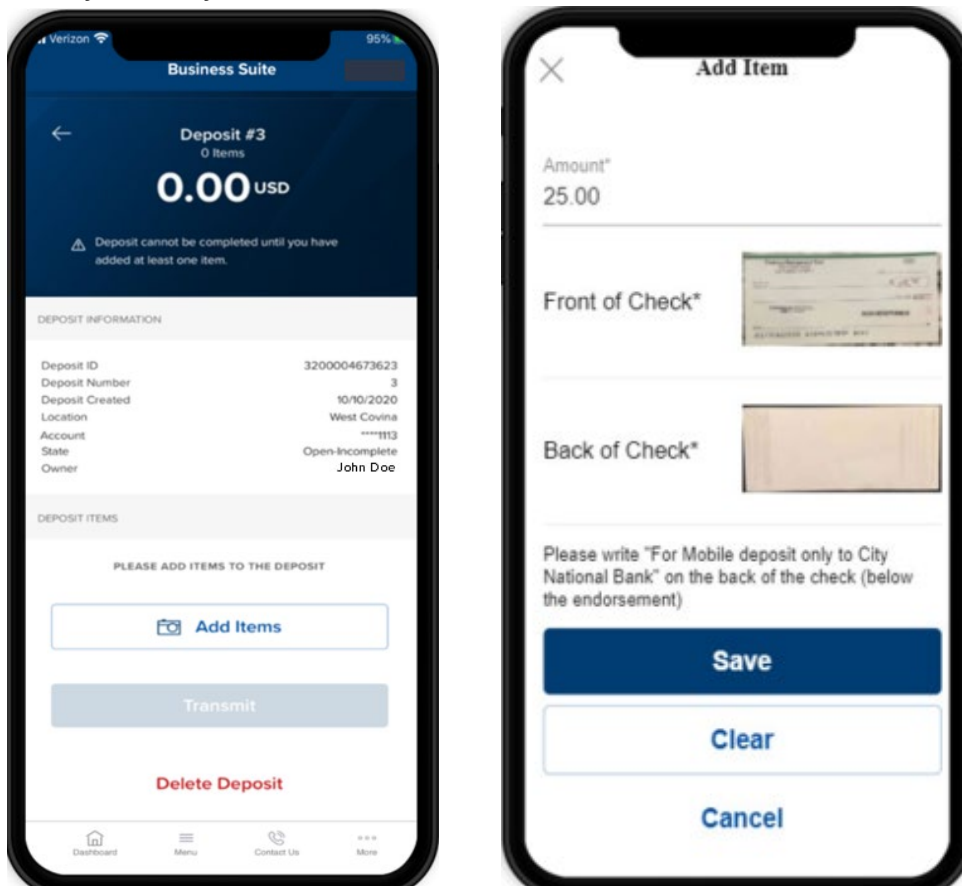 Verizon 95%
Business Suite
Deposit #3
0 Items
0.00 USD
Deposit cannot be completed until you have
added at least one item.
DEPOSIT INFORMATION
Deposit ID 3200004673623
Deposit Number 3
Deposit Created 10/10/2020
Location West Covina
Account ****1113
State Open-Incomplete
Owner John Doe
DEPOSIT ITEMS
PLEASE ADD ITEMS TO THE DEPOSIT
Add Items
Transmit
Delete Deposit
Dashboard Menu Contact Us More
Add Item
Amount*
25.00
Front of Check*
Back of Check*
Please write "For Mobile deposit only to City
National Bank" on the back of the check (below
the endorsement)
Save
Clear
Cancel